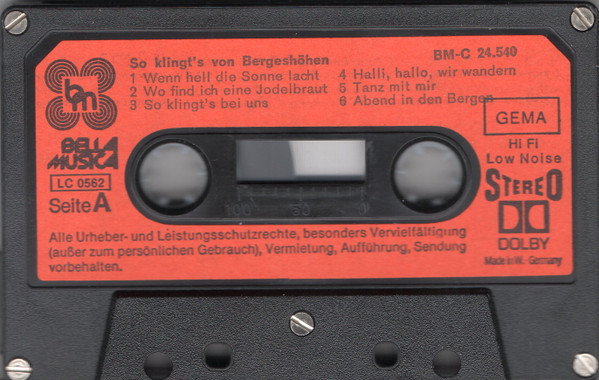 So klingt's von Bergeshöhen
BM-C 24.540
1 Wenn hell die Sonne lacht
2 Wo find ich eine Jodelbraut
3 So klingt's bei uns
4 Halli, hallo, wir wandern
5 Tanz mit mir
6 Abend in den Bergen
bm
BELLA
MUSICA
LC 0562
Seite A
GEMA
Hi Fi
Low Noise
STEREO
DOLBY
Made in W.-Germany
100 50 0
Alle Urheber- und Leistungsschutzrechte, besonders Vervielfältigung
(außer zum persönlichen Gebrauch), Vermietung, Aufführung, Sendung
vorbehalten.